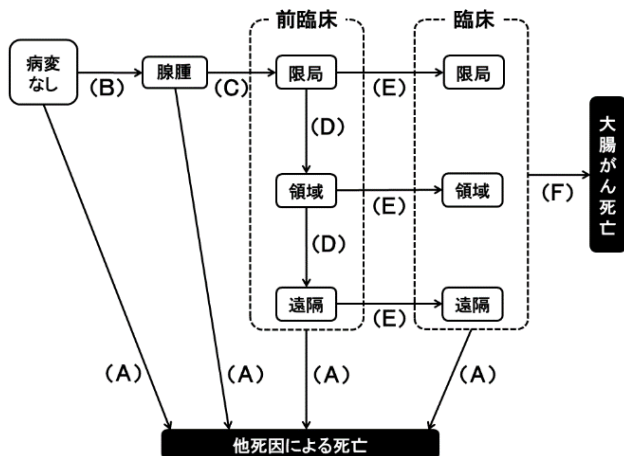 前臨床
臨床
病変
なし
(B)
腺腫
(C)
限局
(E)
限局
(D)
領域
(E)
領域
(F)
大腸がん死亡
(D)
遠隔
(E)
遠隔
(A)
(A)
(A)
(A)
他死因による死亡